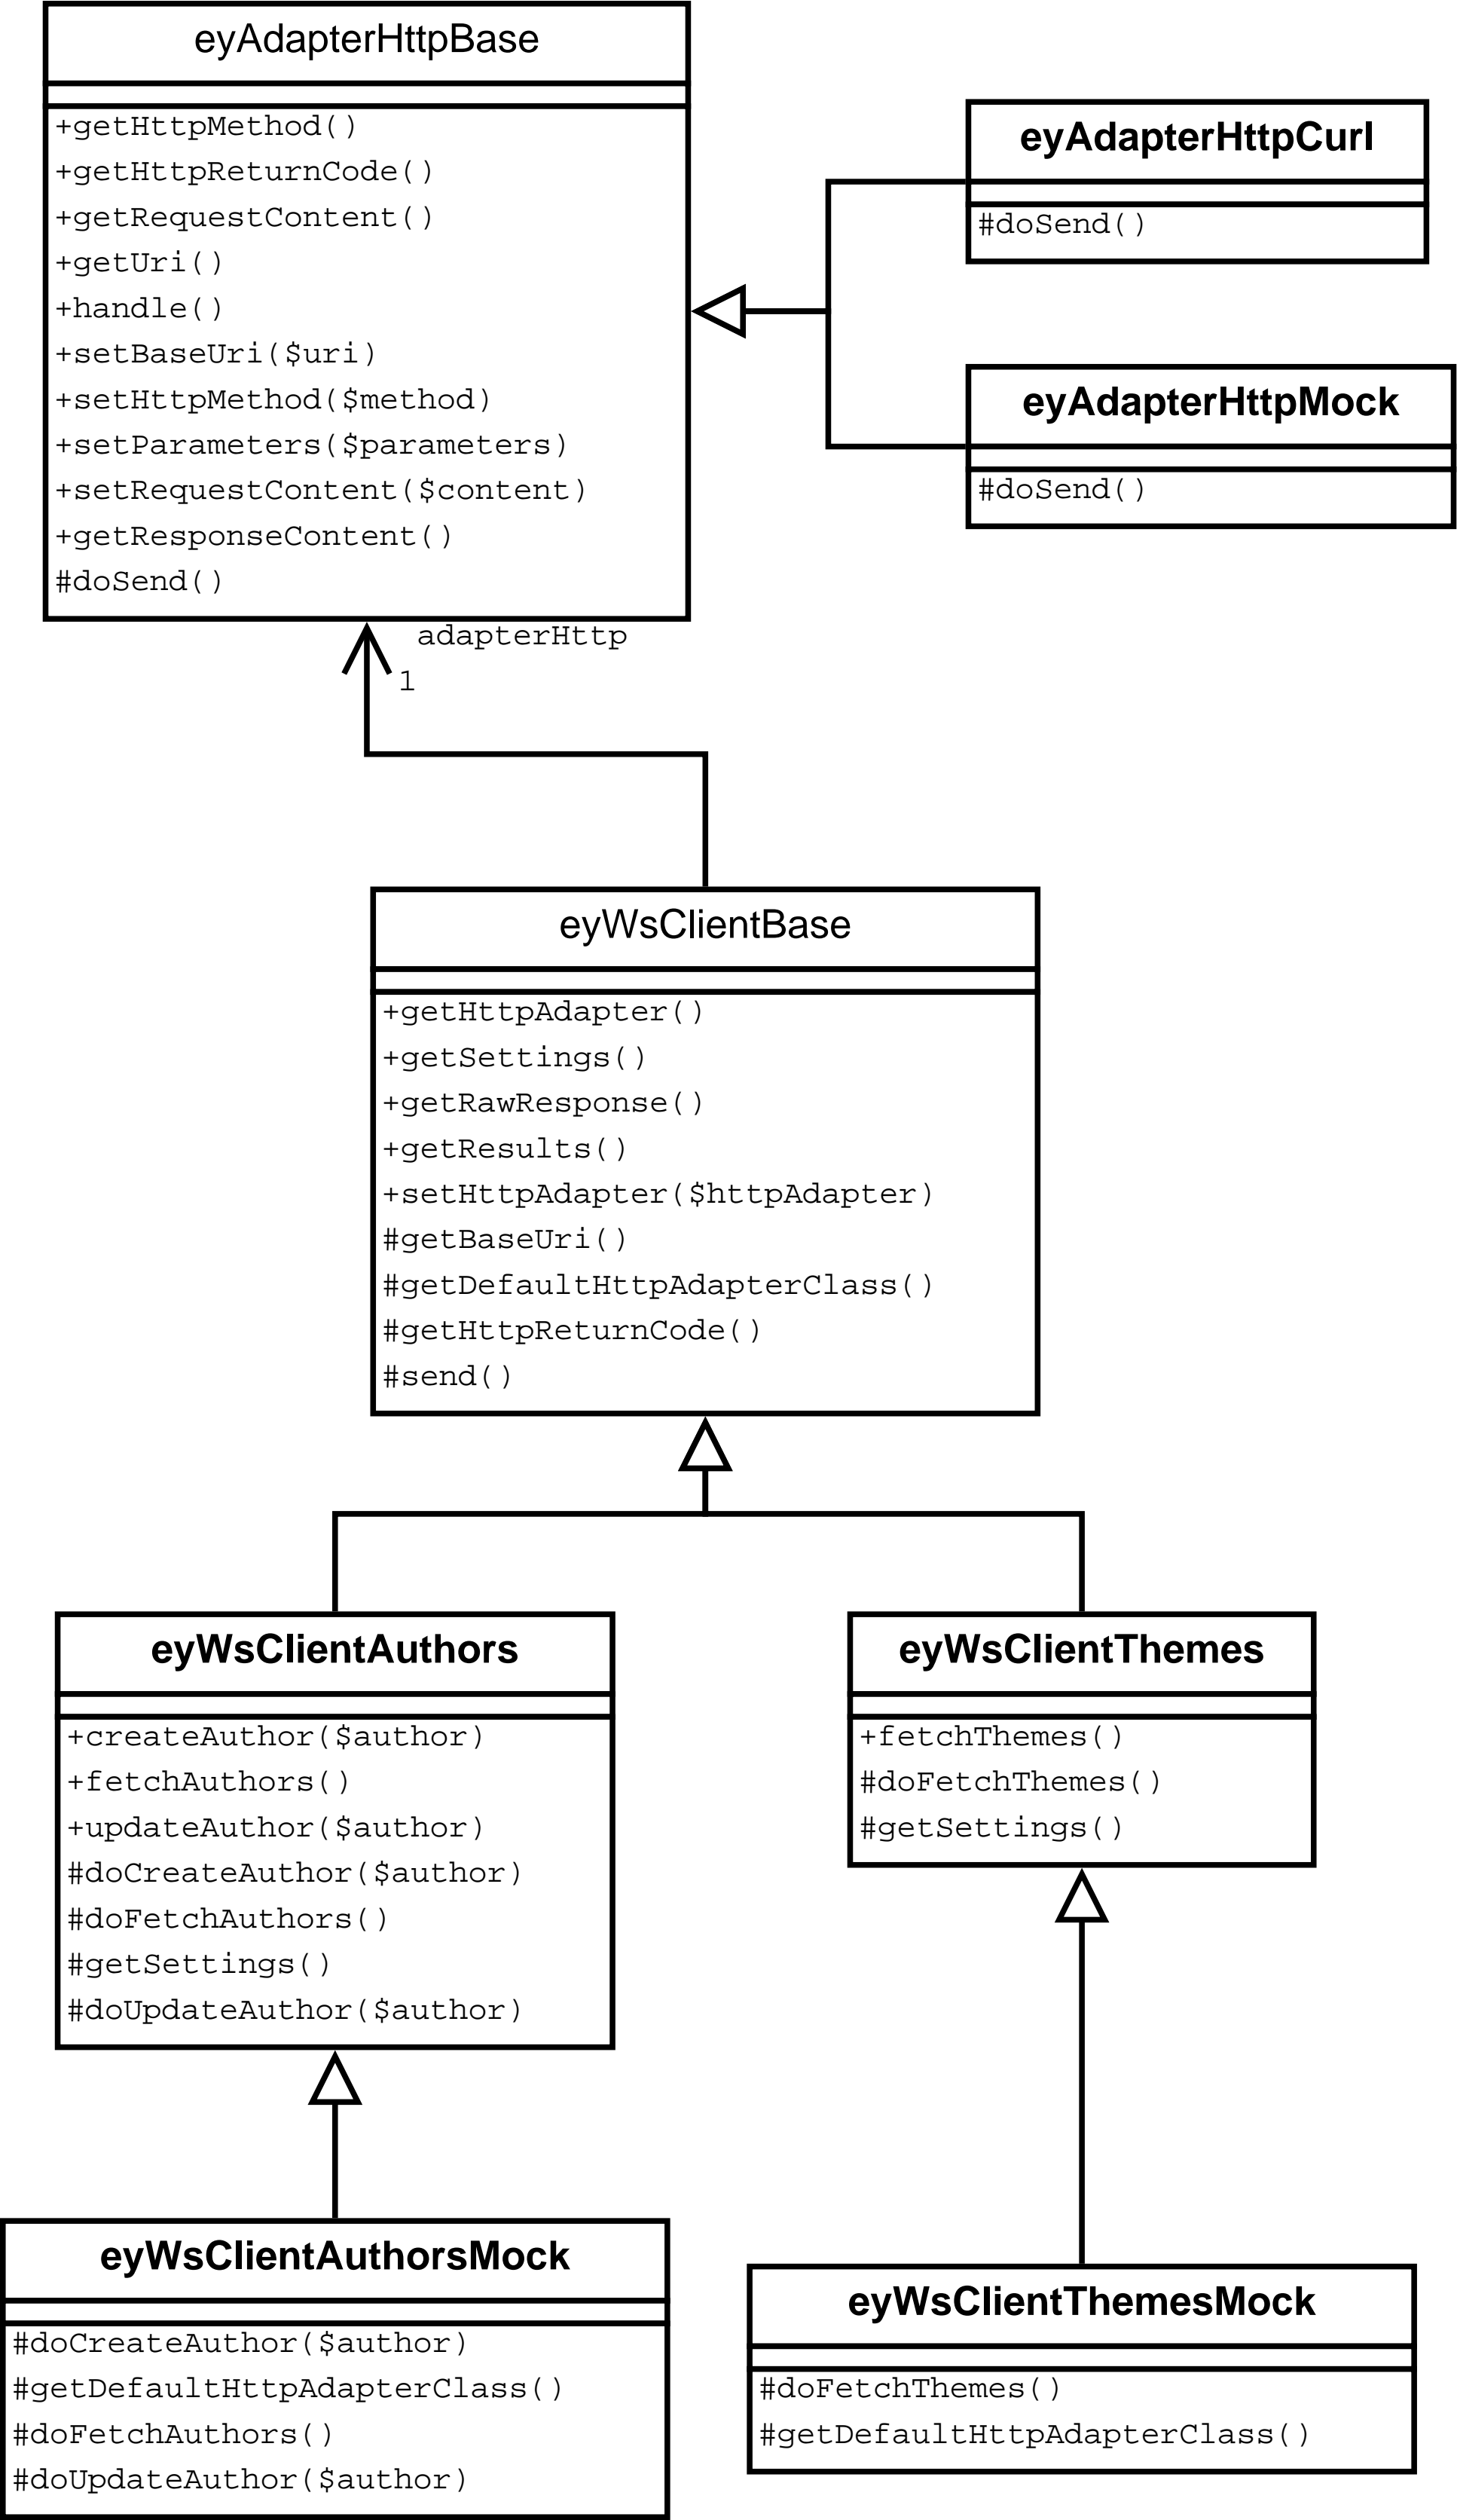 eyAdapterHttpBase
+getHttpMethod()
+getHttpReturnCode()
+getRequestContent()
+getUri()
+handle()
+setBaseUri($uri)
+setHttpMethod($method)
+setParameters($parameters)
+setRequestContent($content)
+getResponseContent()
#doSend()
eyAdapterHttpCurl
#doSend()
eyAdapterHttpMock
#doSend()
adapterHttp
1
eyWsClientBase
+getHttpAdapter()
+getSettings()
+getRawResponse()
+getResults()
+setHttpAdapter($httpAdapter)
#getBaseUri()
#getDefaultHttpAdapterClass()
#getHttpReturnCode()
#send()
eyWsClientAuthors
+createAuthor($author)
+fetchAuthors()
+updateAuthor($author)
#doCreateAuthor($author)
#doFetchAuthors()
#getSettings()
#doUpdateAuthor($author)
eyWsClientThemes
+fetchThemes()
#doFetchThemes()
#getSettings()
eyWsClientAuthorsMock
#doCreateAuthor($author)
#getDefaultHttpAdapterClass()
#doFetchAuthors()
#doUpdateAuthor($author)
eyWsClientThemesMock
#doFetchThemes()
#getDefaultHttpAdapterClass()